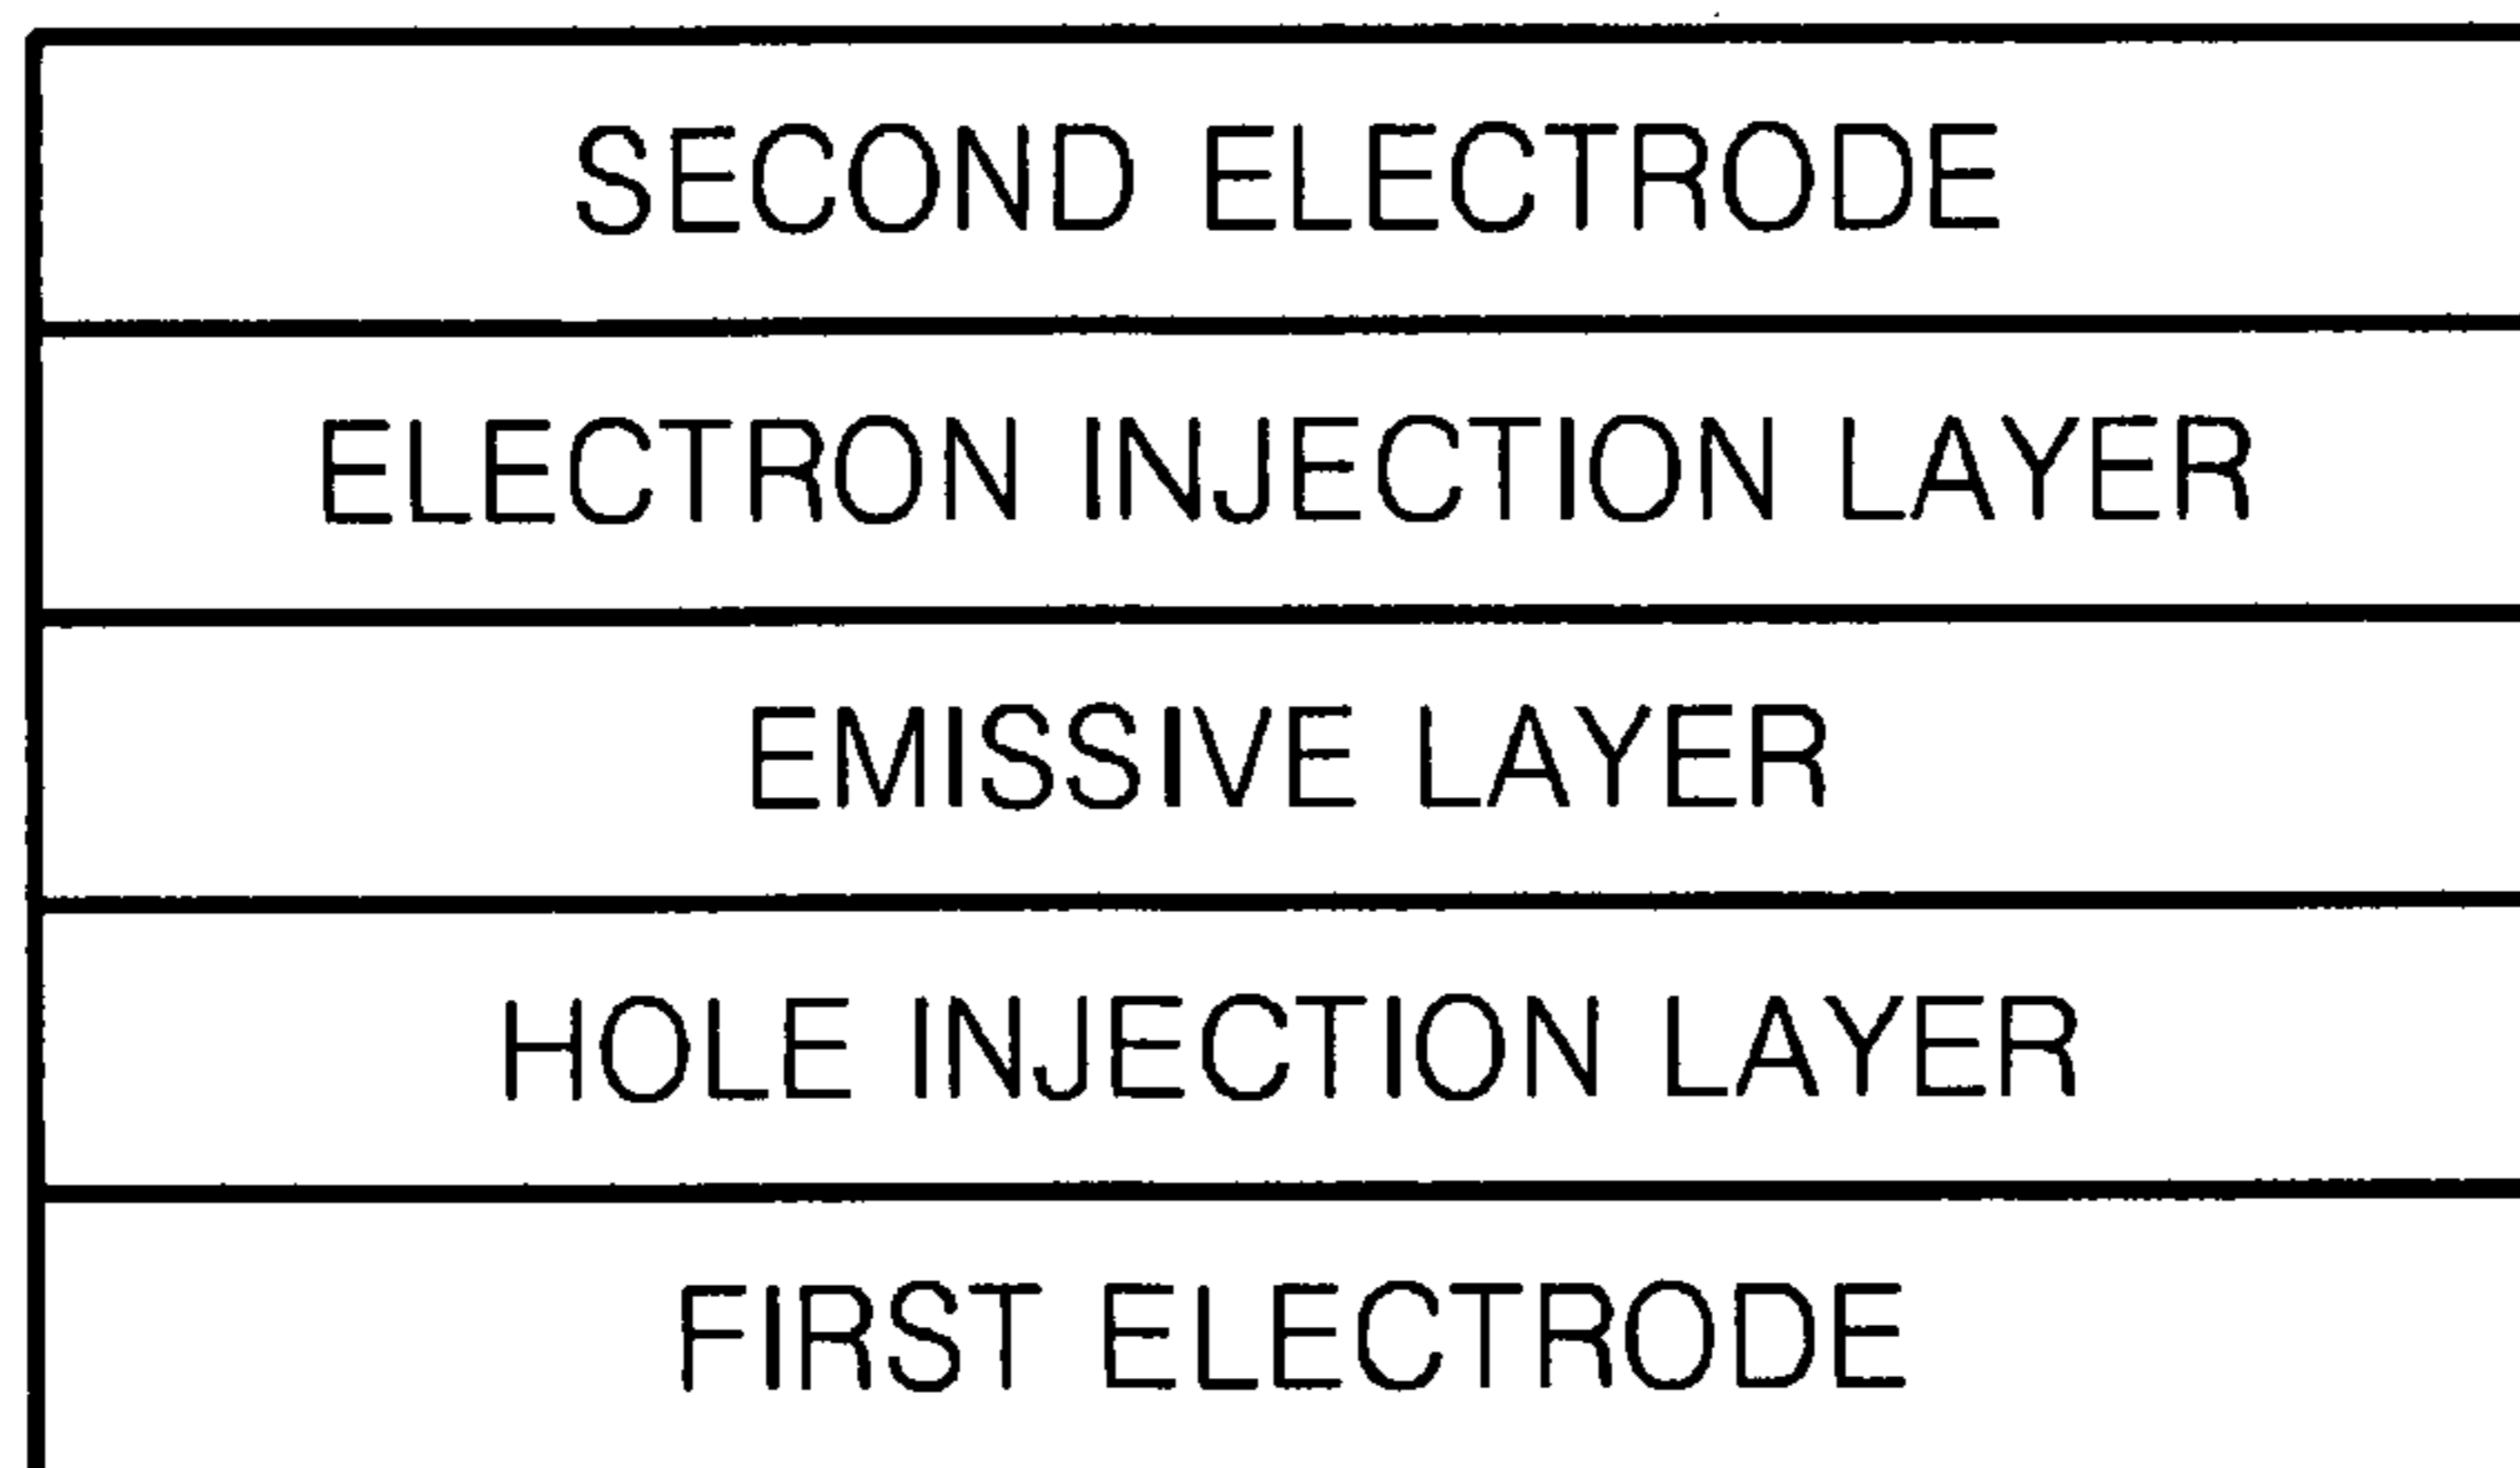 SECOND ELECTRODE
ELECTRON INJECTION LAYER
EMISSIVE LAYER
HOLE INJECTION LAYER
FIRST ELECTRODE